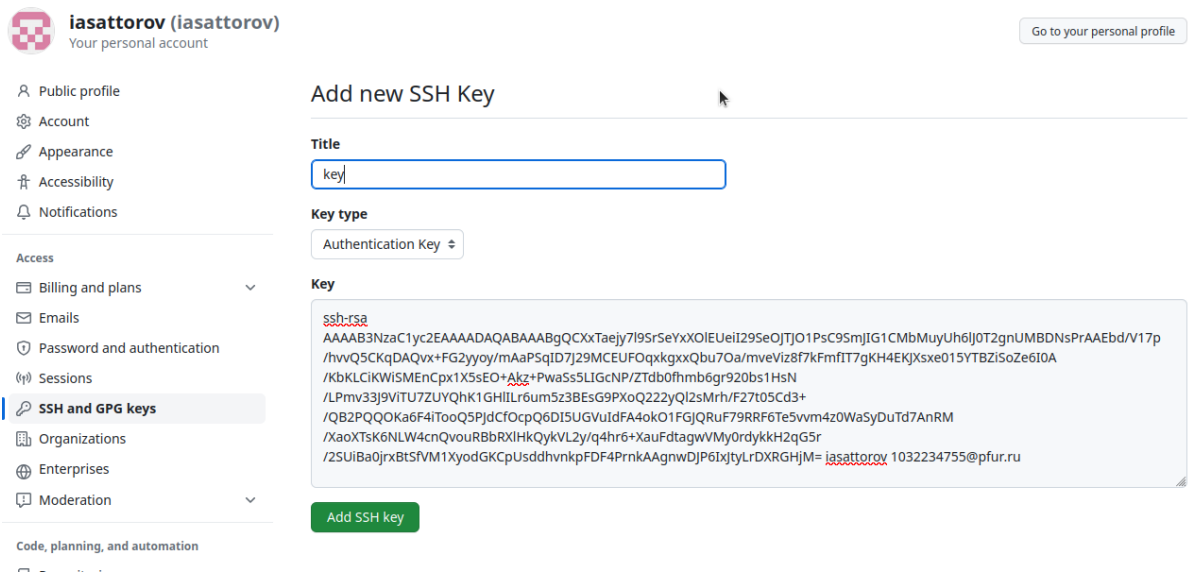 iasattorov (iasattorov)
Your personal account
Go to your personal profile
Public profile
Account
Appearance
Accessibility
Notifications
Access
Billing and plans
Emails
Password and authentication
Sessions
SSH and GPG keys
Organizations
Enterprises
Moderation
Code, planning, and automation
Add new SSH Key
Title
key
Key type
Authentication Key
Key
ssh-rsa
AAAAB3NzaC1yc2EAAAADAQABAAABgQCXxTaejy7l9SrSeYxXOlEUeiI29SeOJTJO1PsC9SmJIG1CMbMuyUh6lJ0T2gnUMBDNsPrAAEbd/V17p
/hvvQ5CKqDAQvx+FG2yyoy/mAaPSqID7J29MCEUFOqxkgxxQbu7Oa/mveViz8f7kFmfIT7gKH4EKJXsxe015YTBZiSoZe6I0A
/KbKLCiKWiSMEnCpx1X5sEO+Akz+PwaSs5LIGcNP/ZTdb0fhmb6gr920bs1HsN
/LPmv33J9ViTU7ZUYQhK1GHlILr6um5z3BEsG9PXoQ222yQl2sMrh/F27t05Cd3+
/QB2PQQOKa6F4iTooQ5PJdCfOcpQ6DI5UGVuIdFA4okO1FGJQRuF79RRF6Te5vvm4z0WaSyDuTd7AnRM
/XaoXTsK6NLW4cnQvouRBbRXlHkQykVL2y/q4hr6+XauFdtagwVMy0rdykkH2qG5r
/2SUiBa0jrxBtSfVM1XyodGKCpUsddhvnkpFDF4PrnkAAgnwDJP6IxJtyLrDXRGHjM= iasattorov 1032234755@pfur.ru
Add SSH key